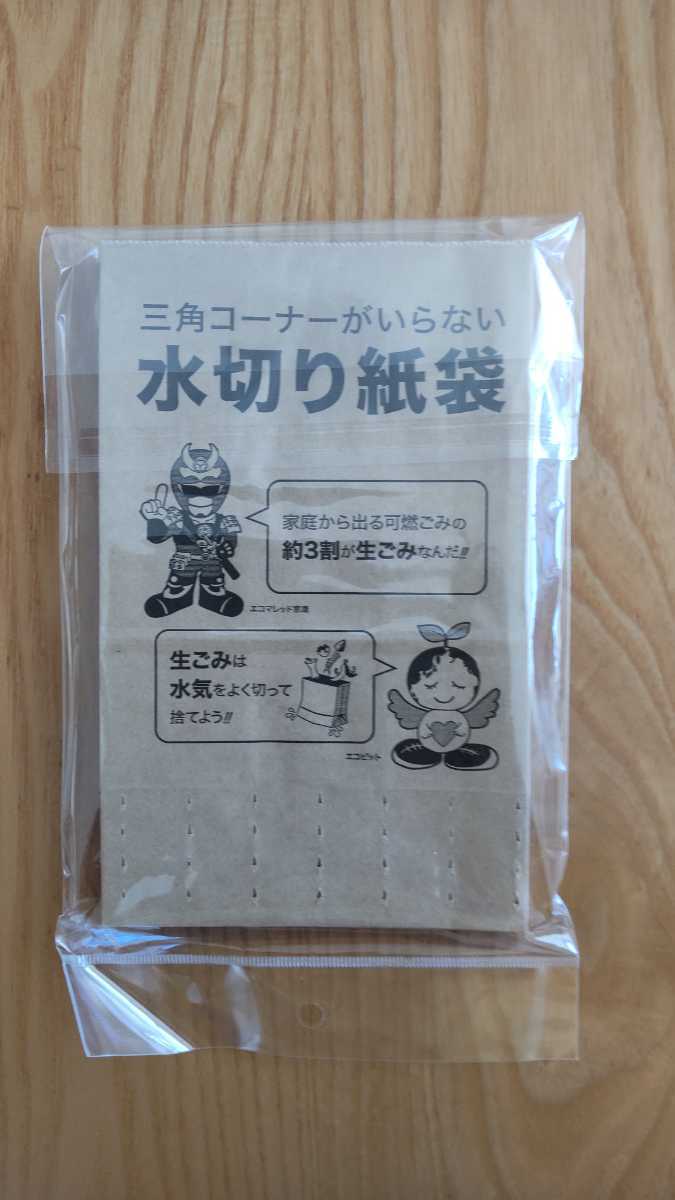 三角コーナーがいらない
水切り紙袋
家庭から出る可燃ごみの
約3割が生ごみなんだ!!!
エコマレッド京滝
生ごみは
水気をよく切って
捨てよう!!!
エコピット